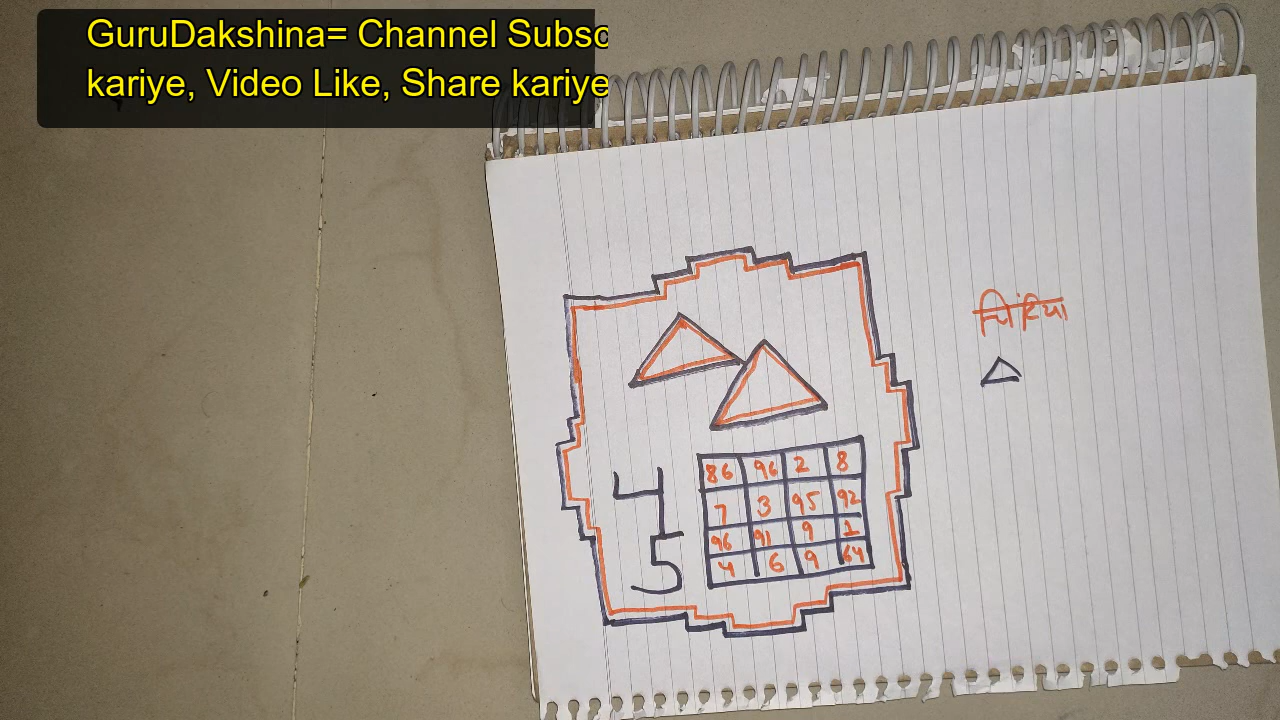 GuruDakshina= Channel Subsc
kariye, Video Like, Share kariye
चिंटिया
4
5
86 96 2 8
7 3 95 92
96 91 9 1
4 6 9 64